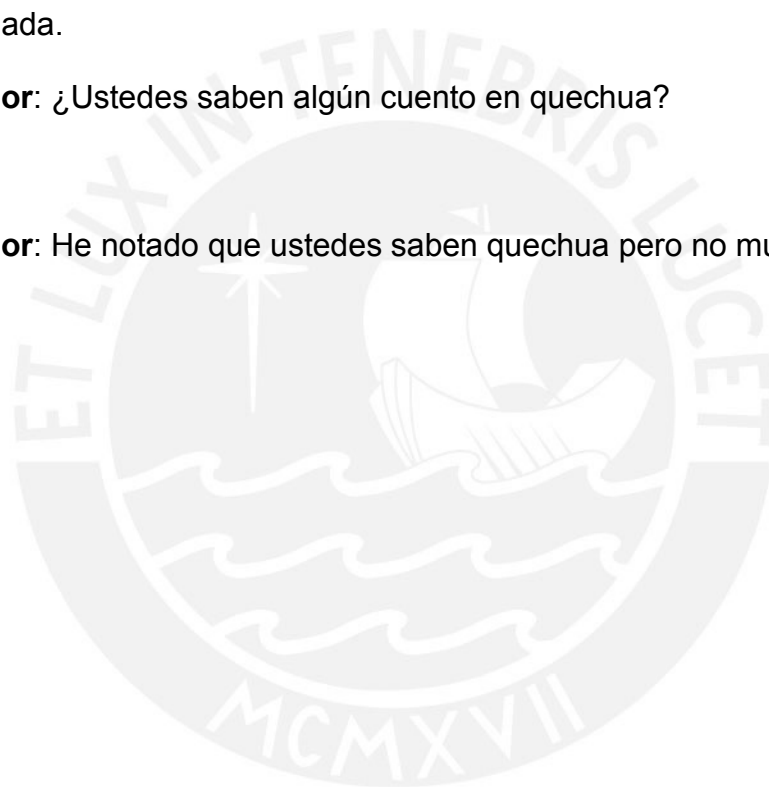 ada.
or: ¿Ustedes saben algún cuento en quechua?
or: He notado que ustedes saben quechua pero no mu
ET LUX IN TENEBRIS LUCET
MCMXVII